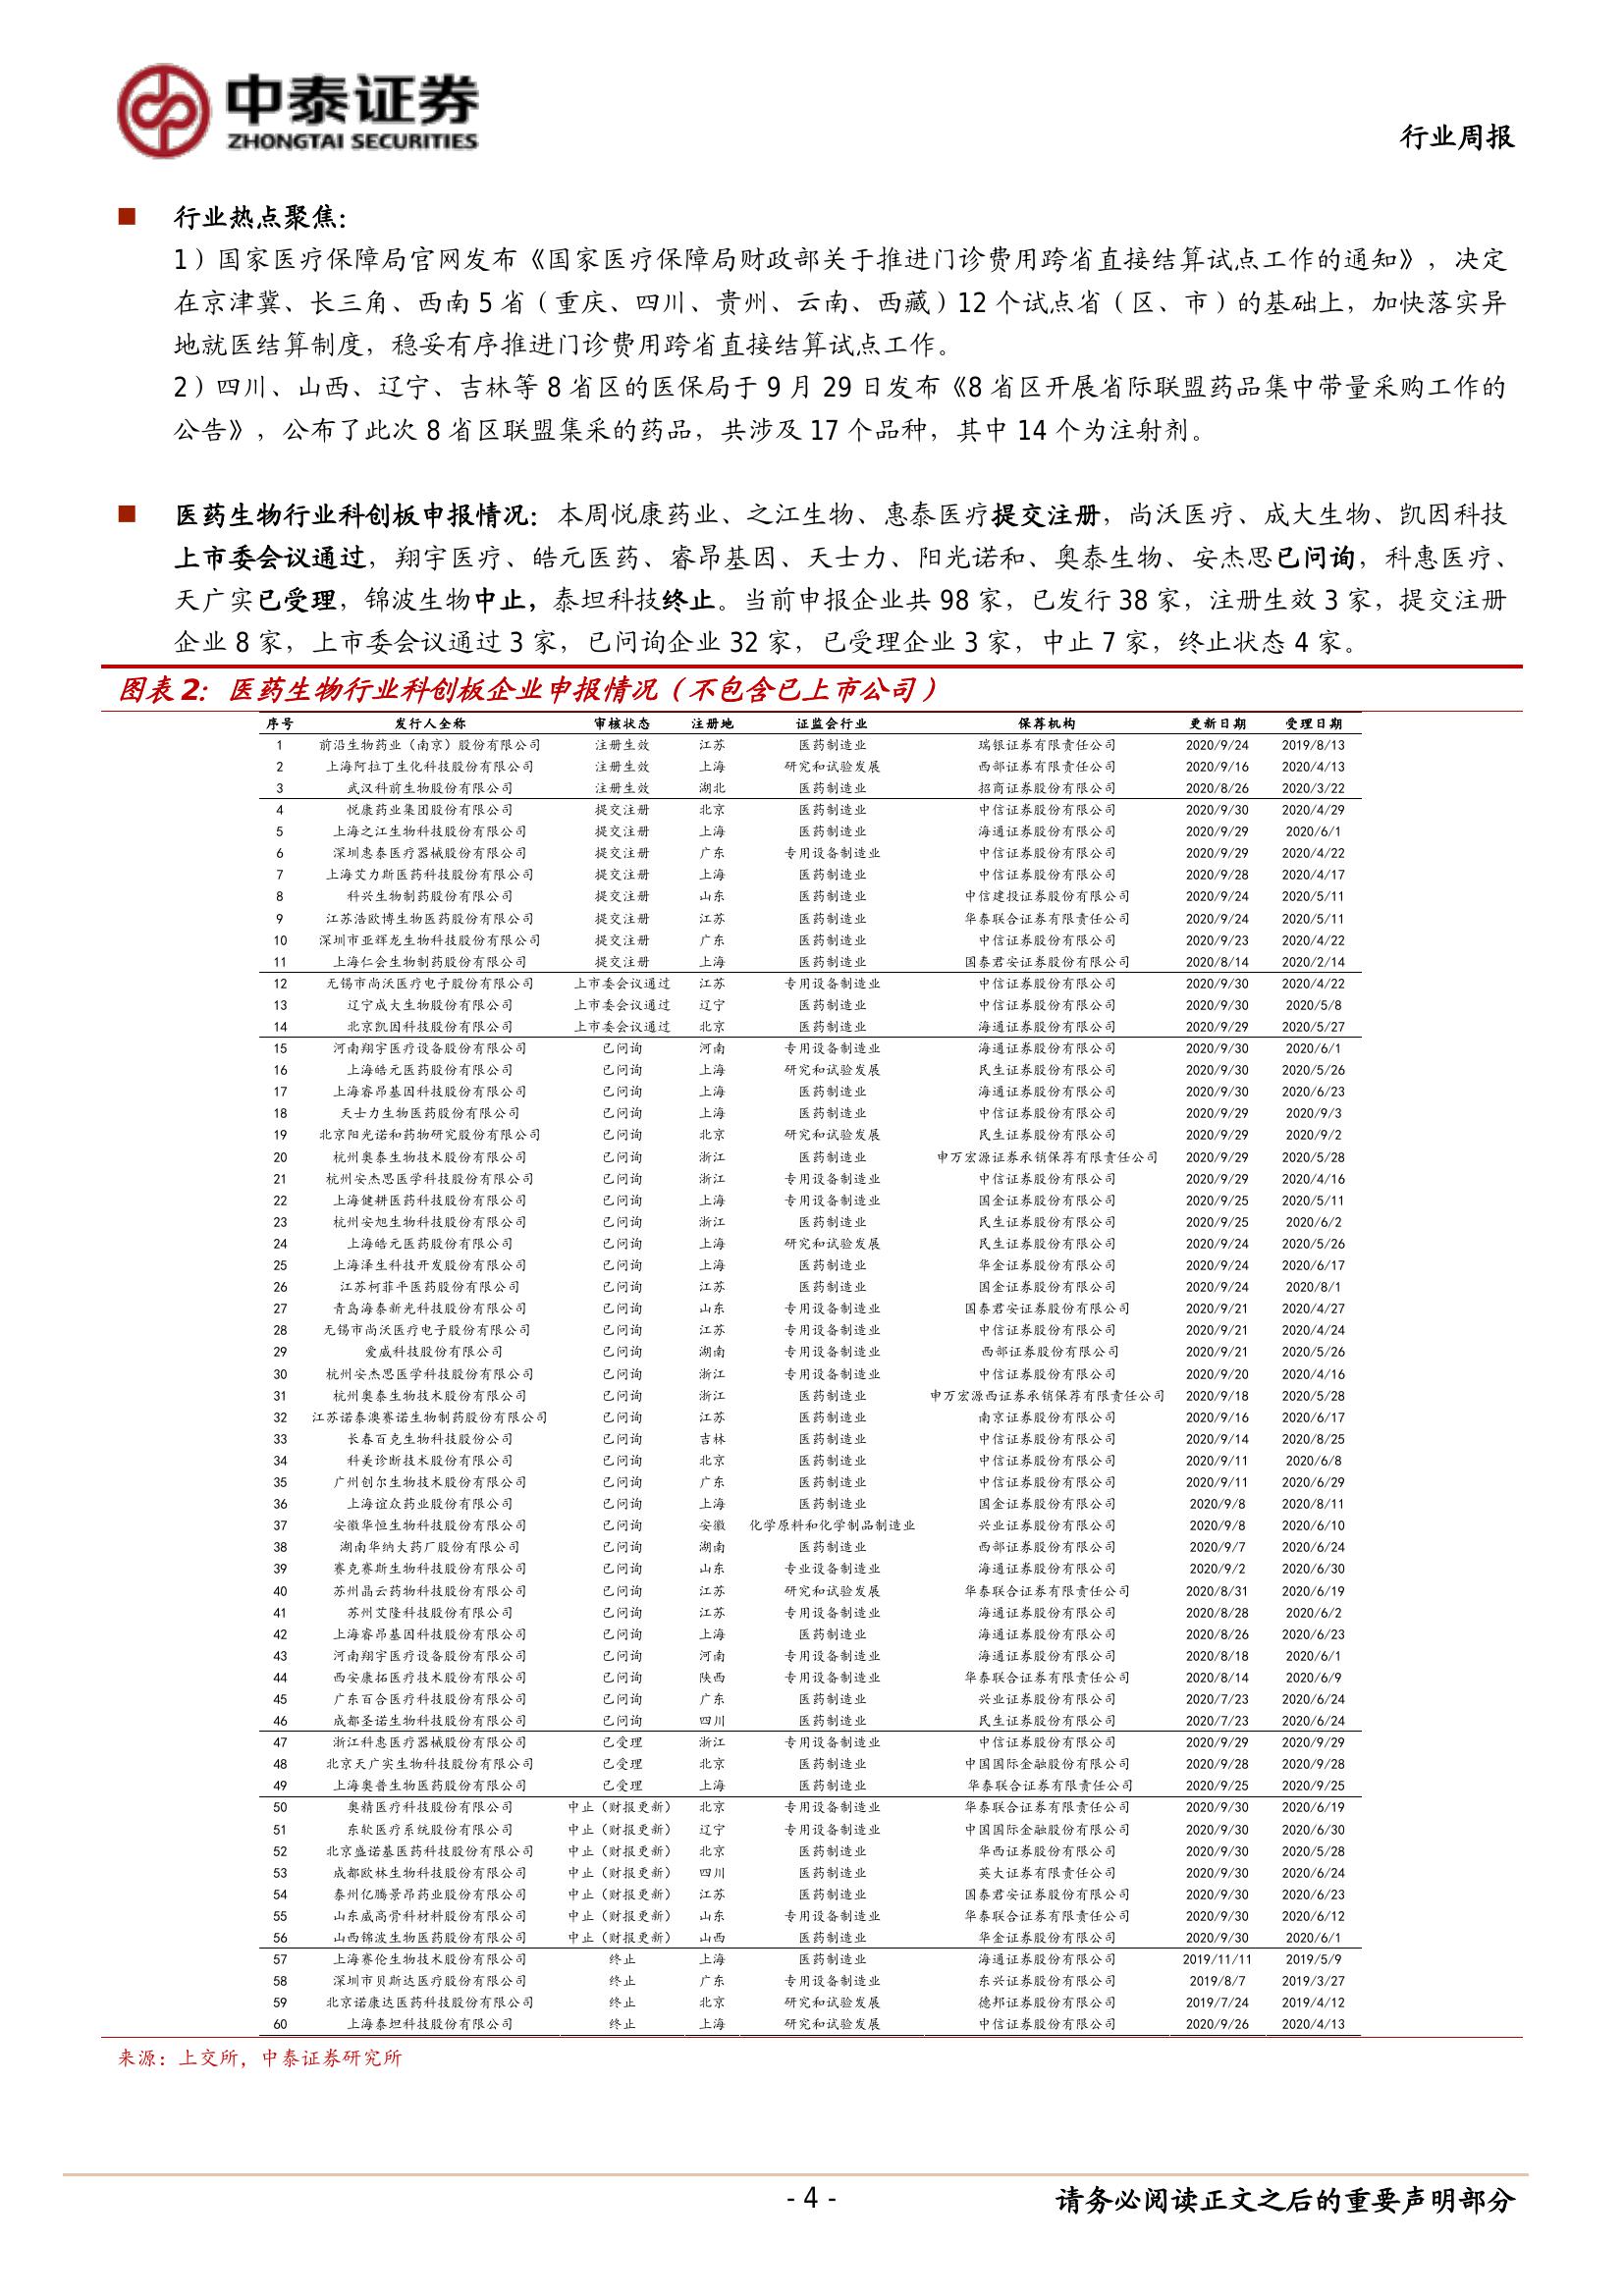 中泰证券
ZHONGTAI SECURITIES
行业周报
行业热点聚焦：
1）国家医疗保障局官网发布《国家医疗保障局财政部关于推进门诊费用跨省直接结算试点工作的通知》，决定
在京津冀、长三角、西南 5 省（重庆、四川、贵州、云南、西藏）12 个试点省（区、市）的基础上，加快落实异
地就医结算制度，稳妥有序推进门诊费用跨省直接结算试点工作。
2）四川、山西、辽宁、吉林等 8 省区的医保局于 9 月 29 日发布《8 省区开展省际联盟药品集中带量采购工作的
公告》，公布了此次 8 省区联盟集采的药品，共涉及 17 个品种，其中 14 个为注射剂。
医药生物行业科创板申报情况：本周悦康药业、之江生物、惠泰医疗提交注册，尚沃医疗、成大生物、凯因科技
上市委会议通过，翔宇医疗、皓元医药、睿昂基因、天士力、阳光诺和、奥泰生物、安杰思已问询，科惠医疗、
天广实已受理，锦波生物中止，泰坦科技终止。当前申报企业共 98 家，已发行 38 家，注册生效 3 家，提交注册
企业 8 家，上市委会议通过 3 家，已问询企业 32 家，已受理企业 3 家，中止 7 家，终止状态 4 家。
图表 2：医药生物行业科创板企业申报情况（不包含已上市公司）
序号 发行人全称 审核状态 注册地 证监会行业 保荐机构 更新日期 受理日期
1 前沿生物药业（南京）股份有限公司 注册生效 江苏 医药制造业 瑞银证券有限责任公司 2020/9/24 2019/8/13
2 上海阿拉丁生化科技股份有限公司 注册生效 上海 研究和试验发展 西部证券有限责任公司 2020/9/16 2020/4/13
3 武汉科前生物股份有限公司 注册生效 湖北 医药制造业 招商证券有限责任公司 2020/8/26 2020/3/22
4 悦康药业集团股份有限公司 提交注册 北京 医药制造业 中信证券股份有限公司 2020/9/30 2020/4/29
5 上海之江生物科技股份有限公司 提交注册 上海 医药制造业 海通证券股份有限公司 2020/9/29 2020/6/1
6 深圳惠泰医疗器械股份有限公司 提交注册 广东 专用设备制造业 中信证券股份有限公司 2020/9/29 2020/4/22
7 上海艾力斯医药科技股份有限公司 提交注册 上海 医药制造业 中信证券股份有限公司 2020/9/28 2020/4/17
8 科兴生物制药股份有限公司 提交注册 山东 医药制造业 中信建投证券股份有限公司 2020/9/24 2020/5/11
9 江苏浩欧博生物医药股份有限公司 提交注册 江苏 医药制造业 华泰联合证券有限责任公司 2020/9/24 2020/5/11
10 深圳市亚辉龙生物科技股份有限公司 提交注册 广东 医药制造业 中信证券股份有限公司 2020/9/23 2020/4/22
11 上海仁会生物制药股份有限公司 提交注册 上海 医药制造业 国泰君安证券股份有限公司 2020/8/14 2020/2/14
12 无锡市尚沃医疗电子股份有限公司 上市委会议通过 江苏 专用设备制造业 中信证券股份有限公司 2020/9/30 2020/4/22
13 辽宁成大生物股份有限公司 上市委会议通过 辽宁 医药制造业 中信证券股份有限公司 2020/9/30 2020/5/8
14 北京凯因科技股份有限公司 上市委会议通过 北京 医药制造业 海通证券股份有限公司 2020/9/29 2020/5/27
15 河南翔宇医疗设备股份有限公司 已问询 河南 专用设备制造业 海通证券股份有限公司 2020/9/30 2020/6/1
16 上海皓元医药股份有限公司 已问询 上海 研究和试验发展 民生证券股份有限公司 2020/9/30 2020/5/26
17 上海睿昂基因科技股份有限公司 已问询 上海 医药制造业 海通证券股份有限公司 2020/9/30 2020/6/23
18 天士力生物医药股份有限公司 已问询 上海 医药制造业 中信证券股份有限公司 2020/9/29 2020/9/3
19 北京阳光诺和药物研究股份有限公司 已问询 北京 研究和试验发展 民生证券股份有限公司 2020/9/29 2020/9/2
20 杭州奥泰生物技术股份有限公司 已问询 浙江 医药制造业 申万宏源证券承销保荐有限责任公司 2020/9/29 2020/5/28
21 杭州安杰思医学科技股份有限公司 已问询 浙江 专用设备制造业 中信证券股份有限公司 2020/9/29 2020/4/16
22 上海健耕医药科技股份有限公司 已问询 上海 专用设备制造业 国金证券股份有限公司 2020/9/25 2020/5/11
23 杭州安旭生物科技股份有限公司 已问询 浙江 医药制造业 民生证券股份有限公司 2020/9/25 2020/6/2
24 上海皓元医药股份有限公司 已问询 上海 研究和试验发展 民生证券股份有限公司 2020/9/24 2020/5/26
25 上海泽生科技开发股份有限公司 已问询 上海 医药制造业 华金证券股份有限公司 2020/9/24 2020/6/17
26 江苏柯菲平医药股份有限公司 已问询 江苏 医药制造业 国金证券股份有限公司 2020/9/24 2020/8/1
27 青岛海泰新光科技股份有限公司 已问询 山东 专用设备制造业 国泰君安证券股份有限公司 2020/9/21 2020/4/27
28 无锡市尚沃医疗电子股份有限公司 已问询 江苏 专用设备制造业 中信证券股份有限公司 2020/9/21 2020/4/24
29 爱威科技股份有限公司 已问询 湖南 专用设备制造业 西部证券股份有限公司 2020/9/21 2020/5/26
30 杭州安杰思医学科技股份有限公司 已问询 浙江 专用设备制造业 中信证券股份有限公司 2020/9/20 2020/4/16
31 杭州奥泰生物技术股份有限公司 已问询 浙江 医药制造业 申万宏源西证券承销保荐有限责任公司 2020/9/18 2020/5/28
32 江苏诺泰澳赛诺生物制药股份有限公司 已问询 江苏 医药制造业 南京证券股份有限公司 2020/9/16 2020/6/17
33 长春百克生物科技股份公司 已问询 吉林 医药制造业 中信证券股份有限公司 2020/9/14 2020/8/25
34 科美诊断技术股份有限公司 已问询 北京 医药制造业 中信证券股份有限公司 2020/9/11 2020/6/8
35 广州创尔生物技术股份有限公司 已问询 广东 医药制造业 中信证券股份有限公司 2020/9/11 2020/6/29
36 上海谊众药业股份有限公司 已问询 上海 医药制造业 国金证券股份有限公司 2020/9/8 2020/8/11
37 安徽华恒生物科技股份有限公司 已问询 安徽 化学原料和化学制品制造业 兴业证券股份有限公司 2020/9/8 2020/6/10
38 湖南华纳大药厂股份有限公司 已问询 湖南 医药制造业 西部证券股份有限公司 2020/9/7 2020/6/24
39 赛克赛斯生物科技股份有限公司 已问询 山东 专业设备制造业 海通证券股份有限公司 2020/9/2 2020/6/30
40 苏州晶云药物科技股份有限公司 已问询 江苏 研究和试验发展 华泰联合证券有限责任公司 2020/8/31 2020/6/19
41 苏州艾隆科技股份有限公司 已问询 江苏 专用设备制造业 海通证券股份有限公司 2020/8/28 2020/6/2
42 上海睿昂基因科技股份有限公司 已问询 上海 医药制造业 海通证券股份有限公司 2020/8/26 2020/6/23
43 河南翔宇医疗设备股份有限公司 已问询 河南 专用设备制造业 海通证券股份有限公司 2020/8/18 2020/6/1
44 西安康拓医疗技术股份有限公司 已问询 陕西 专用设备制造业 华泰联合证券有限责任公司 2020/8/14 2020/6/9
45 广东百合医疗科技股份有限公司 已问询 广东 医药制造业 兴业证券股份有限公司 2020/7/23 2020/6/24
46 成都圣诺生物科技股份有限公司 已问询 四川 医药制造业 民生证券股份有限公司 2020/7/23 2020/6/24
47 浙江科惠医疗器械股份有限公司 已受理 浙江 专用设备制造业 中信证券股份有限公司 2020/9/29 2020/9/29
48 北京天广实生物科技股份有限公司 已受理 北京 医药制造业 中国国际金融股份有限公司 2020/9/28 2020/9/28
49 上海奥普生物医药股份有限公司 已受理 上海 医药制造业 华泰联合证券有限责任公司 2020/9/25 2020/9/25
50 奥精医疗科技股份有限公司 中止（财报更新） 北京 专用设备制造业 华泰联合证券有限责任公司 2020/9/30 2020/6/19
51 东软医疗系统股份有限公司 中止（财报更新） 辽宁 专用设备制造业 中国国际金融股份有限公司 2020/9/30 2020/6/30
52 北京盛诺基医药科技股份有限公司 中止（财报更新） 北京 医药制造业 华西证券股份有限公司 2020/9/30 2020/5/28
53 成都欧林生物科技股份有限公司 中止（财报更新） 四川 医药制造业 英大证券有限责任公司 2020/9/30 2020/6/24
54 泰州亿腾景昂药业股份有限公司 中止（财报更新） 江苏 医药制造业 国泰君安证券股份有限公司 2020/9/30 2020/6/23
55 山东威高骨科材料股份有限公司 中止（财报更新） 山东 专用设备制造业 华泰联合证券有限责任公司 2020/9/30 2020/6/12
56 山西锦波生物医药股份有限公司 中止（财报更新） 山西 医药制造业 华金证券股份有限公司 2020/9/30 2020/6/1
57 上海赛伦生物技术股份有限公司 终止 上海 医药制造业 海通证券股份有限公司 2019/11/11 2019/5/9
58 深圳市贝斯达医疗股份有限公司 终止 广东 专用设备制造业 东兴证券股份有限公司 2019/8/7 2019/3/27
59 北京诺康达医药科技股份有限公司 终止 北京 研究和试验发展 德邦证券股份有限公司 2019/7/24 2019/4/12
60 上海泰坦科技股份有限公司 终止 上海 研究和试验发展 中信证券股份有限公司 2020/9/26 2020/4/13
来源：上交所，中泰证券研究所
- 4 -
请务必阅读正文之后的重要声明部分